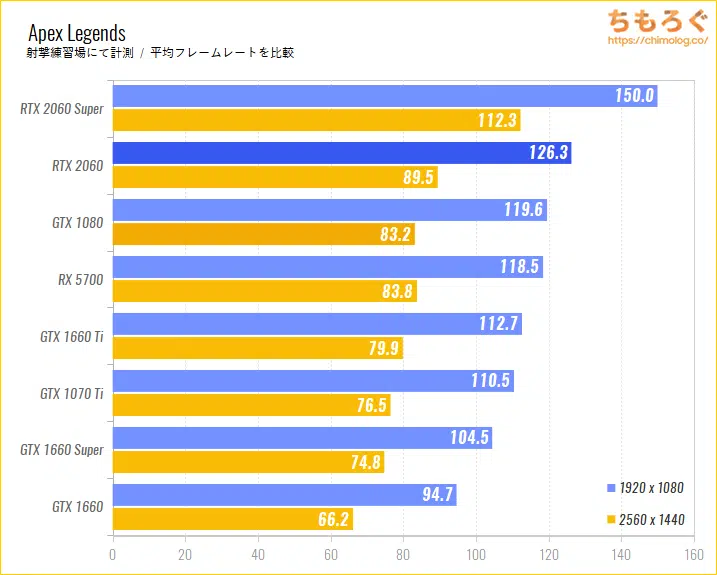 ちもろぐ
https://chimolog.co/
Apex Legends
射撃練習場にて計測 / 平均フレームレートを比較
RTX 2060 Super
150.0
112.3
RTX 2060
126.3
89.5
GTX 1080
119.6
83.2
RX 5700
118.5
83.8
GTX 1660 Ti
112.7
79.9
GTX 1070 Ti
110.5
76.5
GTX 1660 Super
104.5
74.8
GTX 1660
94.7
66.2
1920 x 1080
2560 x 1440
0 20 40 60 80 100 120 140 160